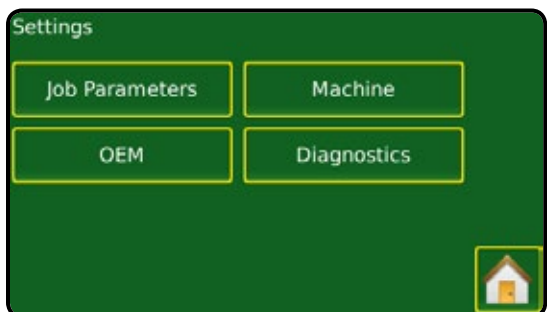 Settings
Job Parameters
Machine
OEM
Diagnostics